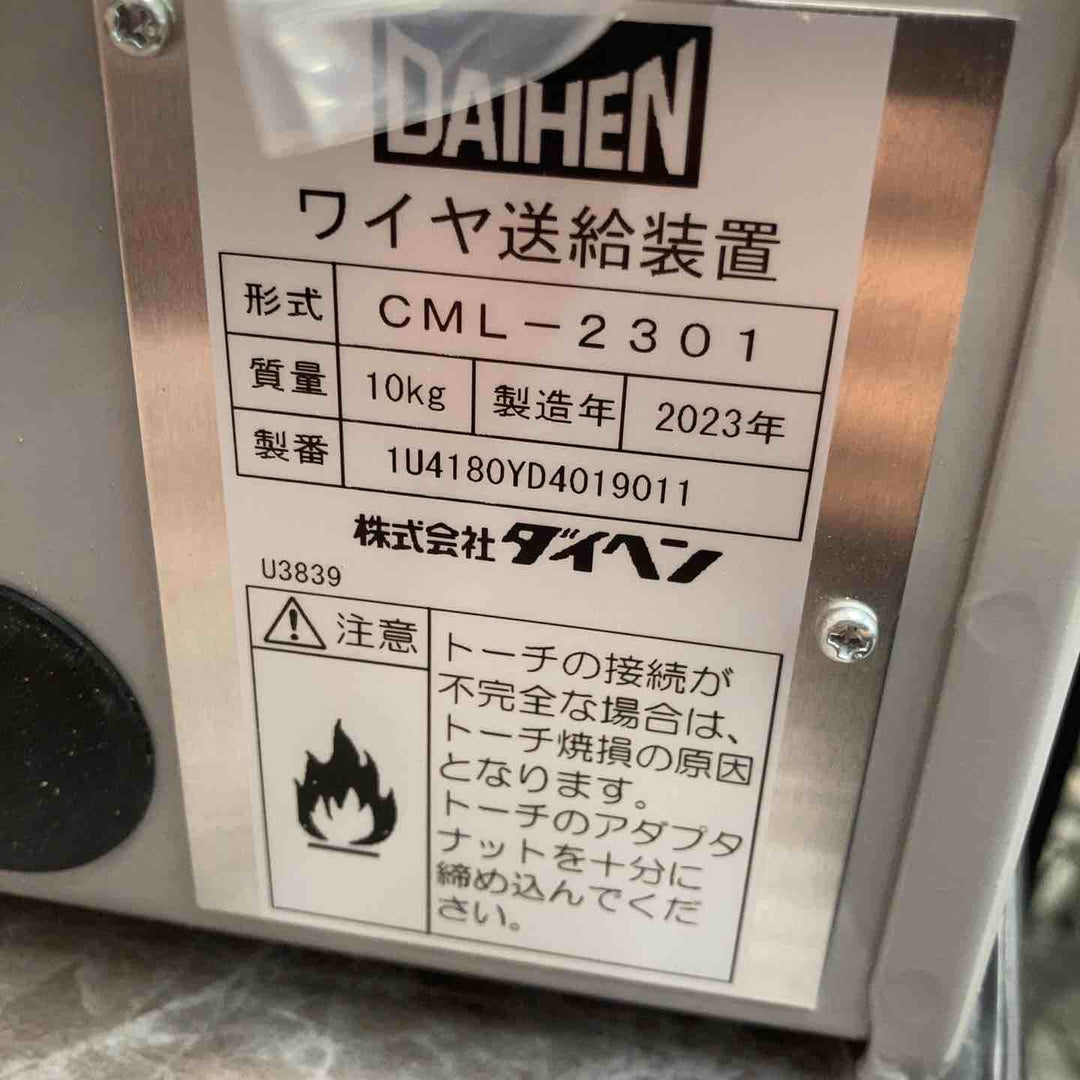 DAIHEN
ワイヤ送給装置
形式 CML-2301
質量 10kg 製造年 2023年
製番 1U4180YD4019011
株式会社ダイヘン
U3839
注意
トーチの接続が
不完全な場合は、
トーチ焼損の原因
となります。
トーチのアダプタ
ナットを十分に
締め込んでくだ
さい。